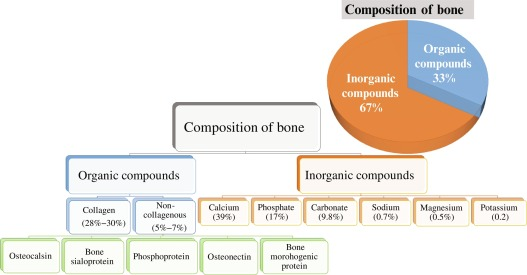 Composition of bone
Organic
compounds
33%
Inorganic
compounds
67%
Composition of bone
Organic compounds
Inorganic compounds
Collagen
(28%–30%)
Non-
collagenous
(5%–7%)
Calcium
(39%)
Phosphate
(17%)
Carbonate
(9.8%)
Sodium
(0.7%)
Magnesium
(0.5%)
Potassium
(0.2)
Osteocalsin
Bone
sialoprotein
Phosphoprotein
Osteonectin
Bone
morohogenic
protein